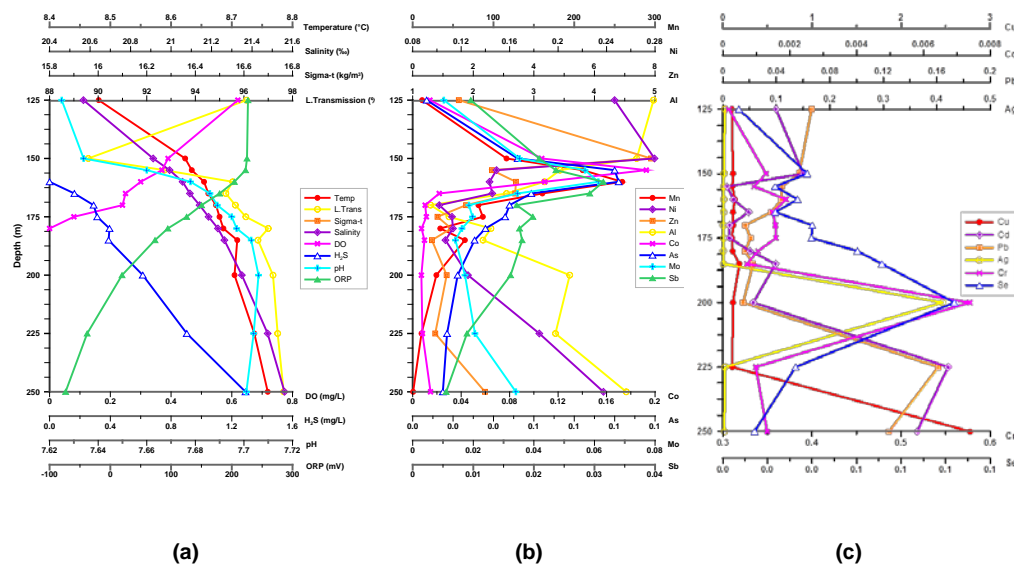 8.4 8.5 8.6 8.7 8.8
Temperature (°C)
20.4 20.6 20.8 21 21.2 21.4 21.6
Salinity (‰)
15.8 16 16.2 16.4 16.6 16.8
Sigma-t (kg/m³)
88 90 92 94 96 98
L.Transmission (
125
150
175
200
225
250
Depth (m)
Temp
L.Trans
Sigma-t
Salinity
DO
H₂S
pH
ORP
0 0.2 0.4 0.6 0.8
DO (mg/L)
0.0 0.4 0.8 1.2 1.6
H₂S (mg/L)
7.62 7.64 7.66 7.68 7.7 7.72
pH
-100 0 100 200 300
ORP (mV)
(a)
0 100 200 300
Mn
0.08 0.12 0.16 0.2 0.24 0.28
Ni
0 2 4 6 8
Zn
1 2 3 4 5
Al
125
150
175
200
225
250
Mn
Ni
Zn
Al
Co
As
Mo
Sb
0 0.04 0.08 0.12 0.16 0.2
Co
0.0 0.0 0.1 0.1 0.1
As
0 0.02 0.04 0.06 0.08 0.1
Mo
0 0.01 0.02 0.03 0.04
Sb
(b)
0 1 2 3
0 0.002 0.004 0.006 0.008
0 0.04 0.08 0.12 0.16 0.2
Pb
0 0.1 0.2 0.3 0.4 0.5
Ag
125
150
175
200
225
250
Cu
Cd
Pb
Ag
Cr
Se
0.3 0.4 0.5 0.6
0.0 0.0 0.0 0.1 0.1 0.1
(c)